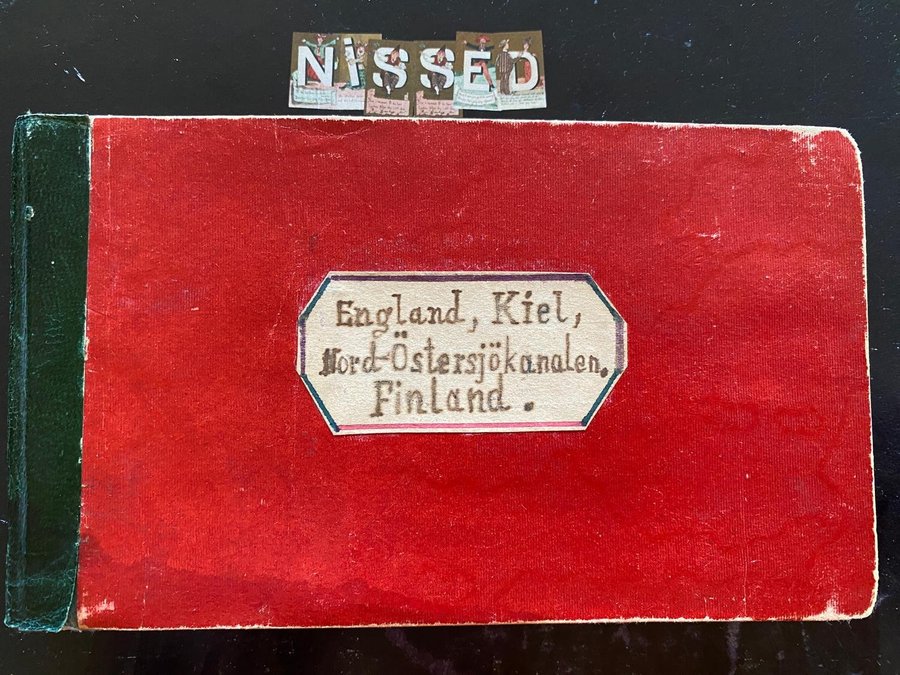 NiSSED
England, Kiel,
Nord-Östersjökanalen.
Finland.